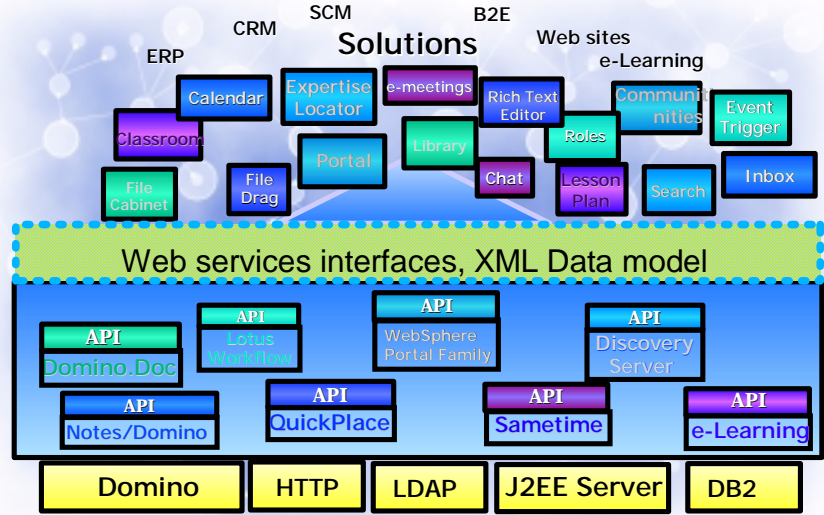 SCM
B2E
CRM
Solutions
Web sites
ERP
e-Learning
Calendar
Expertise
Locator
e-meetings
Rich Text
Editor
Communiti
nities
Event
Trigger
Classroom
Portal
Library
Roles
File
Cabinet
File
Drag
Chat
Lesson
Plan
Search
Inbox
Web services interfaces, XML Data model
API
Domino.Doc
API
Lotus
Workflow
API
WebSphere
Portal Family
API
Discovery
Server
API
Notes/Domino
API
QuickPlace
API
Sametime
API
e-Learning
Domino
HTTP
LDAP
J2EE Server
DB2